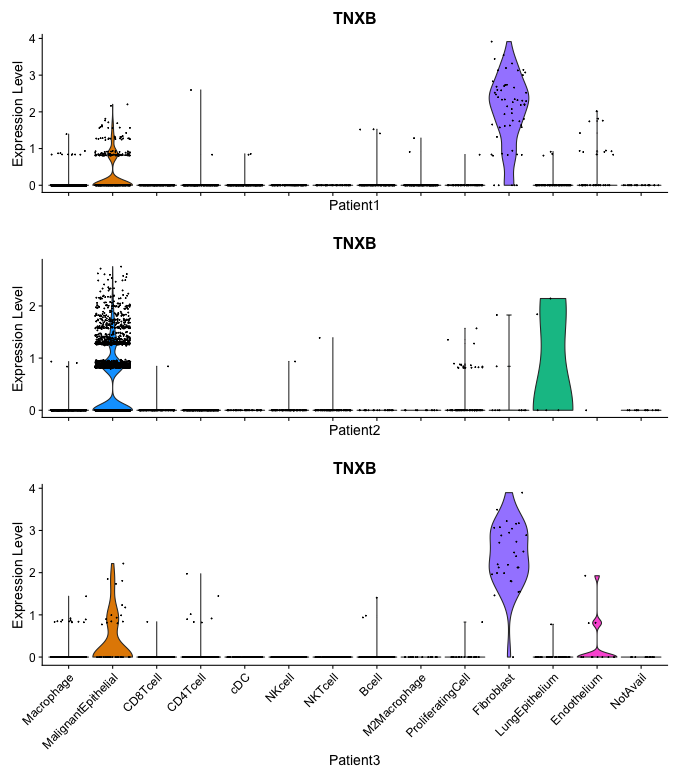 TNXB
Expression Level
4
3
2
1
0
Patient1
TNXB
Expression Level
2
1
0
Patient2
TNXB
Expression Level
4
3
2
1
0
Macrophage
MalignantEpithelial
CD8Tcell
CD4Tcell
cDC
NKcell
NKTcell
Bcell
M2Macrophage
ProliferatingCell
Fibroblast
LungEpithelium
Endothelium
NotAvail
Patient3